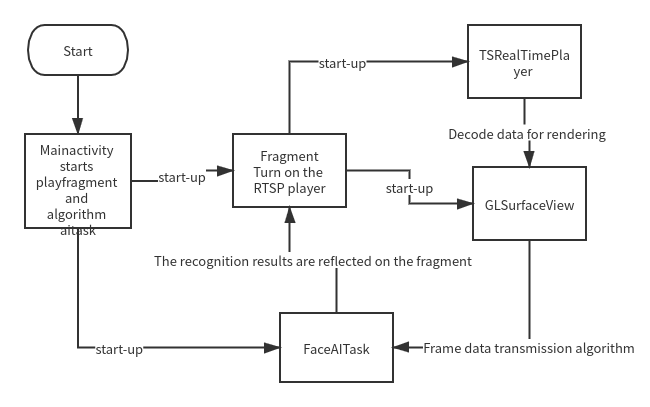 Start
start-up
TSRealTimePla
yer
Decode data for rendering
Mainactivity
starts
playfragment
and
algorithm
aitask
start-up
Fragment
Turn on the
RTSP player
start-up
GLSurfaceView
The recognition results are reflected on the fragment
start-up
FaceAITask
Frame data transmission algorithm